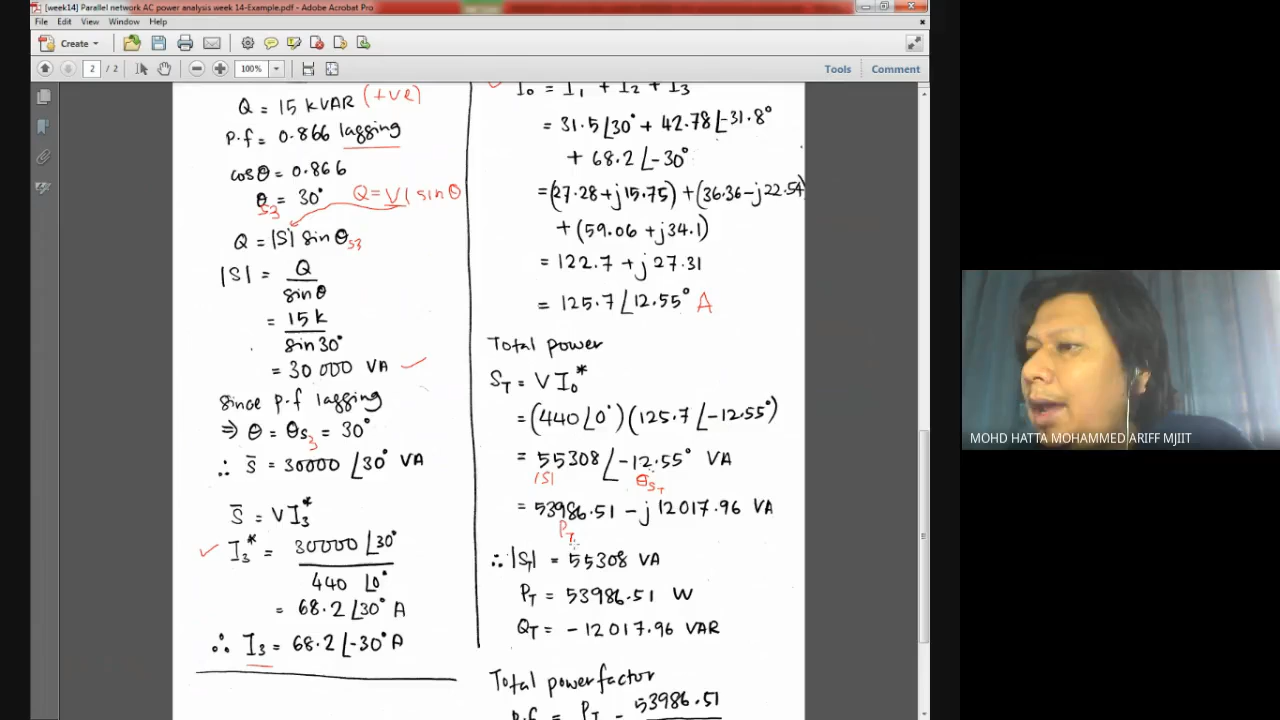 [week14] Parallel network AC power analysis week 14-Example.pdf - Adobe Acrobat Pro
File Edit View Window Help
Create
2 / 2 100% Tools Comment
Q = 15 kVAR (+ve)
p.f = 0.866 lagging
cosθ = 0.866
θS3 = 30° Q = VI sin θ
Q = |S| sin θS3
|S| = Q
sinθ
= 15 k
sin 30°
= 30 000 VA ✓
Since p.f lagging
⇒ θ = θS3 = 30°
∴ S̄ = 30000 ∠30° VA
S̄ = V I3*
✓ I3* = 30000 ∠30°
440 ∠0°
= 68.2 ∠30° A
∴ I3 = 68.2 ∠-30° A
I0 = I1 + I2 + I3
= 31.5 ∠30° + 42.78 ∠-31.8°
+ 68.2 ∠-30°
= (27.28 + j15.75) + (36.36 - j22.54)
+ (59.06 + j34.1)
= 122.7 + j27.31
= 125.7 ∠12.55° A
Total power
ST = V I0*
= (440 ∠0°) (125.7 ∠-12.55°)
= 55308 ∠-12.55° VA
|S| θST
= 53986.51 - j 12017.96 VA
PT
∴ |ST| = 55308 VA
PT = 53986.51 W
QT = - 12017.96 VAR
Total power factor
p.f = PT = 53986.51
MOHD HATTA MOHAMMED ARIFF MJIIT